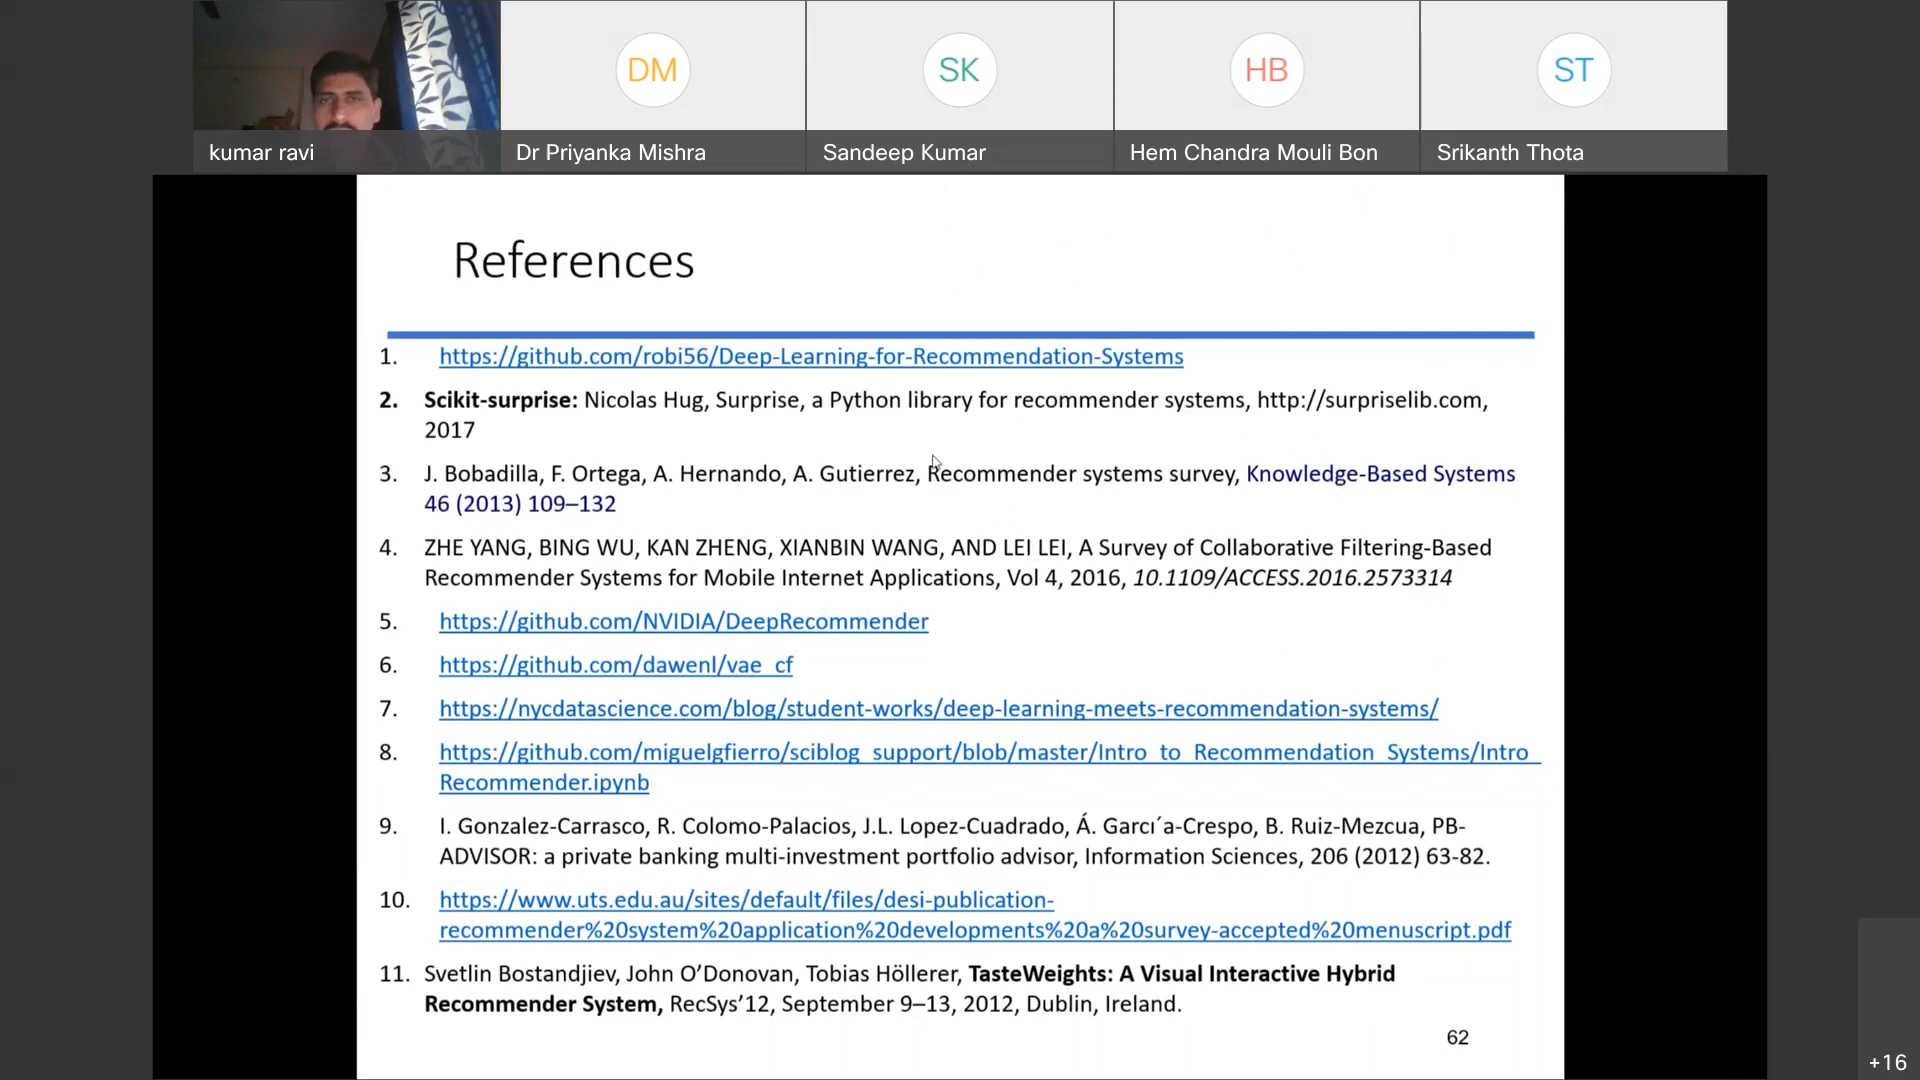 DM
SK
HB
ST
kumar ravi
Dr Priyanka Mishra
Sandeep Kumar
Hem Chandra Mouli Bon
Srikanth Thota
References
1. https://github.com/robi56/Deep-Learning-for-Recommendation-Systems
2. Scikit-surprise: Nicolas Hug, Surprise, a Python library for recommender systems, http://surpriselib.com,
2017
3. J. Bobadilla, F. Ortega, A. Hernando, A. Gutierrez, Recommender systems survey, Knowledge-Based Systems
46 (2013) 109–132
4. ZHE YANG, BING WU, KAN ZHENG, XIANBIN WANG, AND LEI LEI, A Survey of Collaborative Filtering-Based
Recommender Systems for Mobile Internet Applications, Vol 4, 2016, 10.1109/ACCESS.2016.2573314
5. https://github.com/NVIDIA/DeepRecommender
6. https://github.com/dawenl/vae_cf
7. https://nycdatascience.com/blog/student-works/deep-learning-meets-recommendation-systems/
8. https://github.com/miguelgfierro/sciblog_support/blob/master/Intro_to_Recommendation_Systems/Intro_
Recommender.ipynb
9. I. Gonzalez-Carrasco, R. Colomo-Palacios, J.L. Lopez-Cuadrado, Á. Garcı´a-Crespo, B. Ruiz-Mezcua, PB-
ADVISOR: a private banking multi-investment portfolio advisor, Information Sciences, 206 (2012) 63-82.
10. https://www.uts.edu.au/sites/default/files/desi-publication-
recommender%20system%20application%20developments%20a%20survey-accepted%20menuscript.pdf
11. Svetlin Bostandjiev, John O’Donovan, Tobias Höllerer, TasteWeights: A Visual Interactive Hybrid
Recommender System, RecSys’12, September 9–13, 2012, Dublin, Ireland.
62
+16